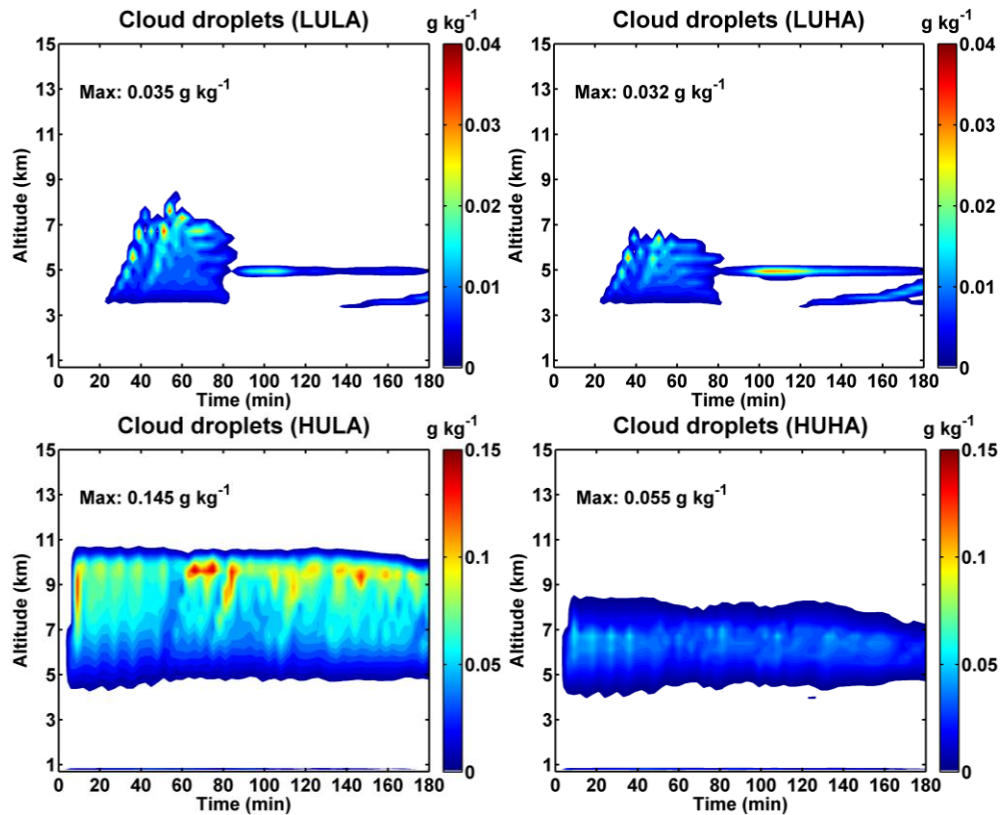 Cloud droplets (LULA)
g kg⁻¹
Max: 0.035 g kg⁻¹
15
13
11
9
7
5
3
1
Altitude (km)
0 20 40 60 80 100 120 140 160 180
Time (min)
0.04
0.03
0.02
0.01
0
Cloud droplets (LUHA)
g kg⁻¹
Max: 0.032 g kg⁻¹
15
13
11
9
7
5
3
1
Altitude (km)
0 20 40 60 80 100 120 140 160 180
Time (min)
0.04
0.03
0.02
0.01
0
Cloud droplets (HULA)
g kg⁻¹
Max: 0.145 g kg⁻¹
15
13
11
9
7
5
3
1
Altitude (km)
0 20 40 60 80 100 120 140 160 180
Time (min)
0.15
0.1
0.05
0
Cloud droplets (HUHA)
g kg⁻¹
Max: 0.055 g kg⁻¹
15
13
11
9
7
5
3
1
Altitude (km)
0 20 40 60 80 100 120 140 160 180
Time (min)
0.15
0.1
0.05
0